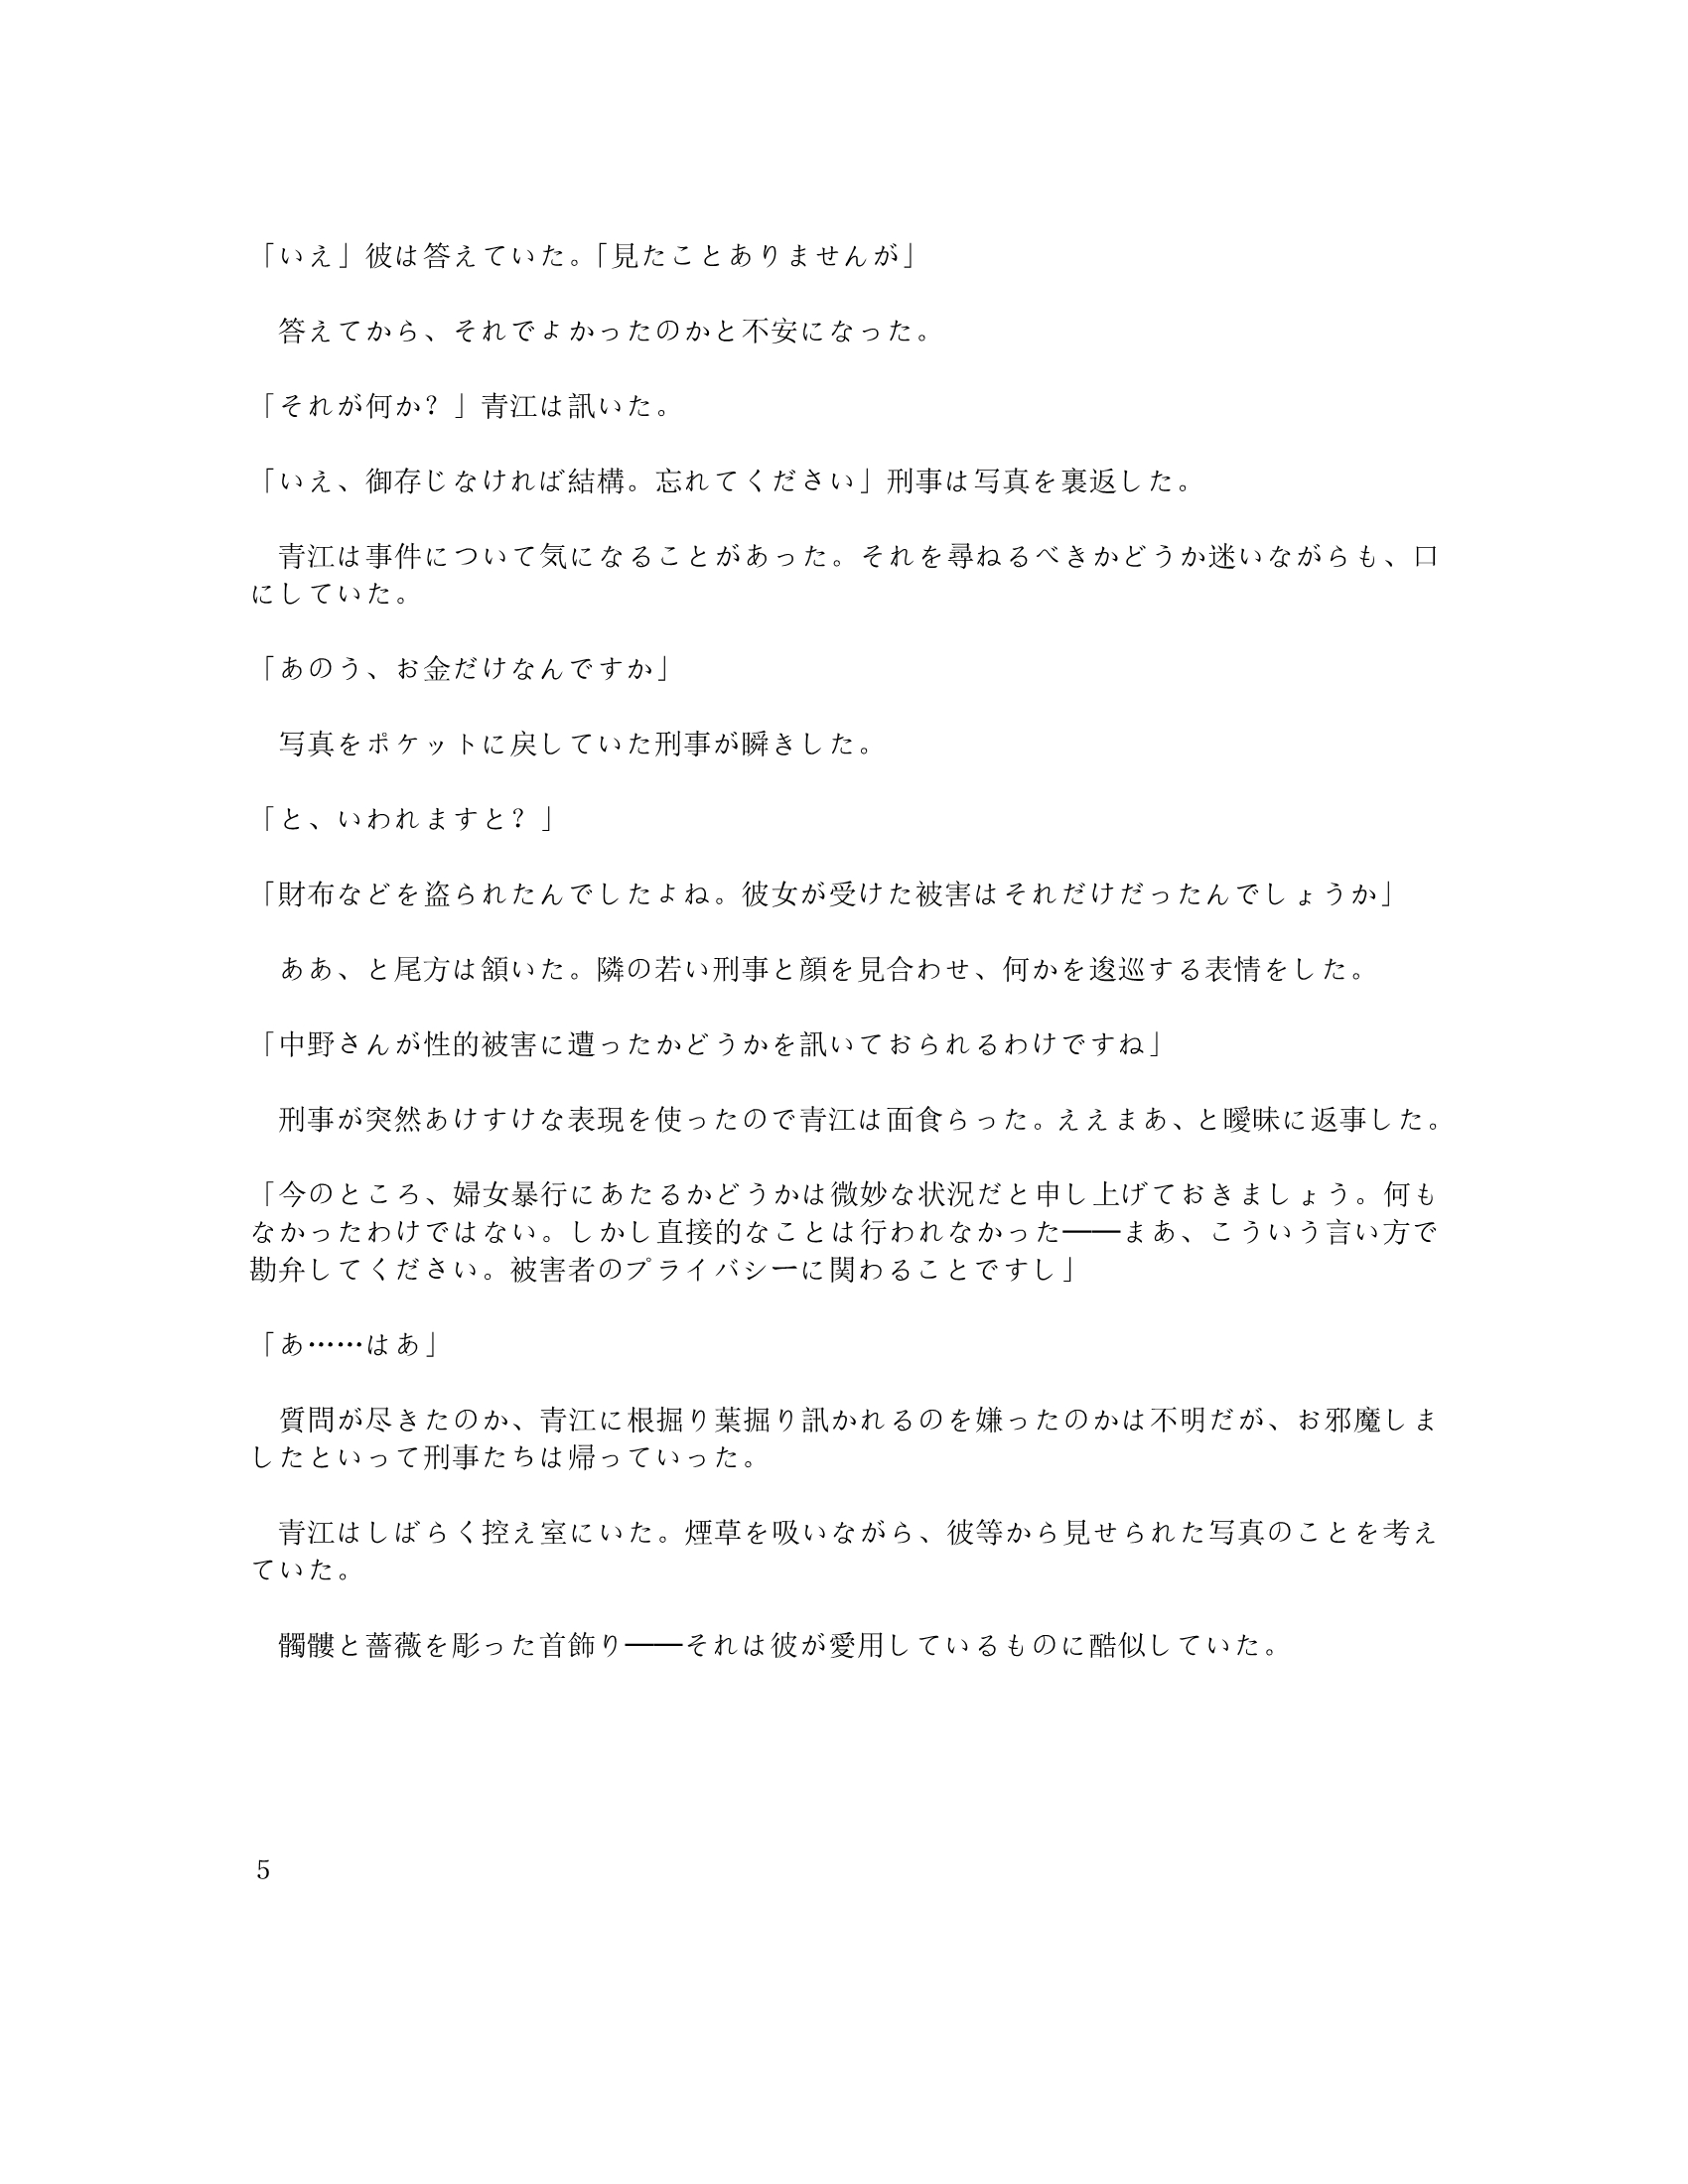 「いえ」彼は答えていた。「見たことありませんが」
　答えてから、それでよかったのかと不安になった。
「それが何か？」青江は訊いた。
「いえ、御存じなければ結構。忘れてください」刑事は写真を裏返した。
　青江は事件について気になることがあった。それを尋ねるべきかどうか迷いながらも、口
にしていた。
「あのう、お金だけなんですか」
　写真をポケットに戻していた刑事が瞬きした。
「と、いわれますと？」
「財布などを盗られたんでしたよね。彼女が受けた被害はそれだけだったんでしょうか」
　ああ、と尾方は頷いた。隣の若い刑事と顔を見合わせ、何かを逡巡する表情をした。
「中野さんが性的被害に遭ったかどうかを訊いておられるわけですね」
　刑事が突然あけすけな表現を使ったので青江は面食らった。ええまあ、と曖昧に返事した。
「今のところ、婦女暴行にあたるかどうかは微妙な状況だと申し上げておきましょう。何も
なかったわけではない。しかし直接的なことは行われなかった――まあ、こういう言い方で
勘弁してください。被害者のプライバシーに関わることですし」
「あ……はあ」
　質問が尽きたのか、青江に根掘り葉掘り訊かれるのを嫌ったのかは不明だが、お邪魔しま
したといって刑事たちは帰っていった。
　青江はしばらく控え室にいた。煙草を吸いながら、彼等から見せられた写真のことを考え
ていた。
　髑髏と薔薇を彫った首飾り――それは彼が愛用しているものに酷似していた。
5